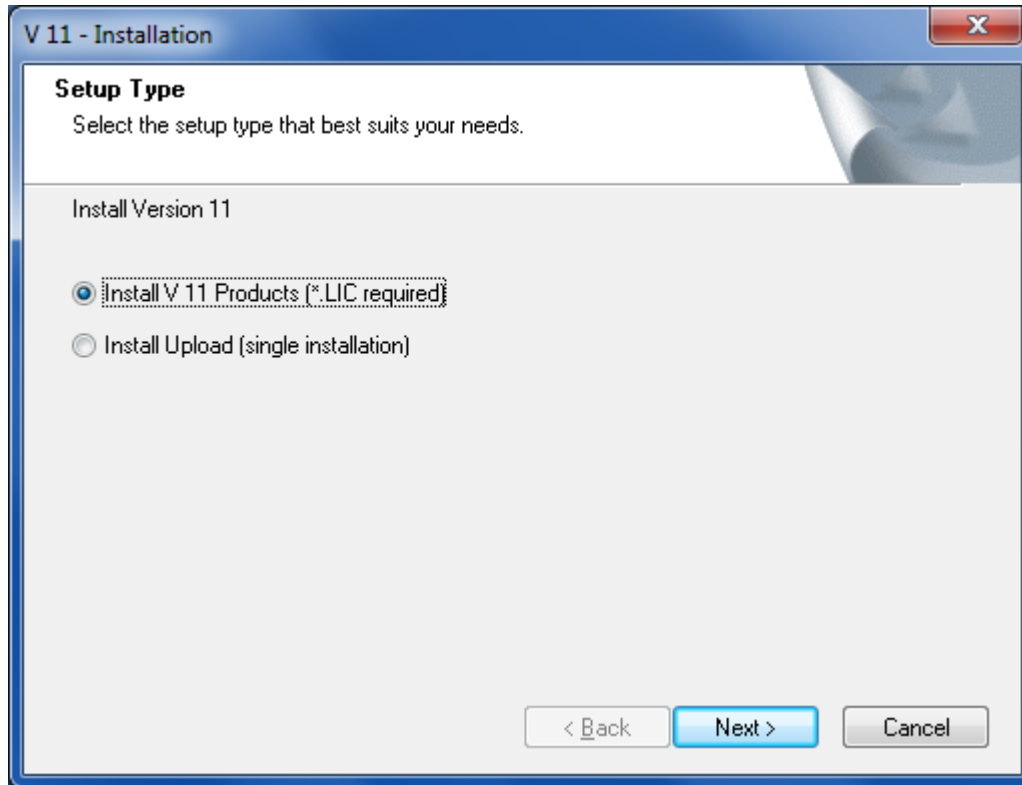 V 11 - Installation
Setup Type
Select the setup type that best suits your needs.
Install Version 11
Install V 11 Products (*.LIC required)
Install Upload (single installation)
< Back Next > Cancel